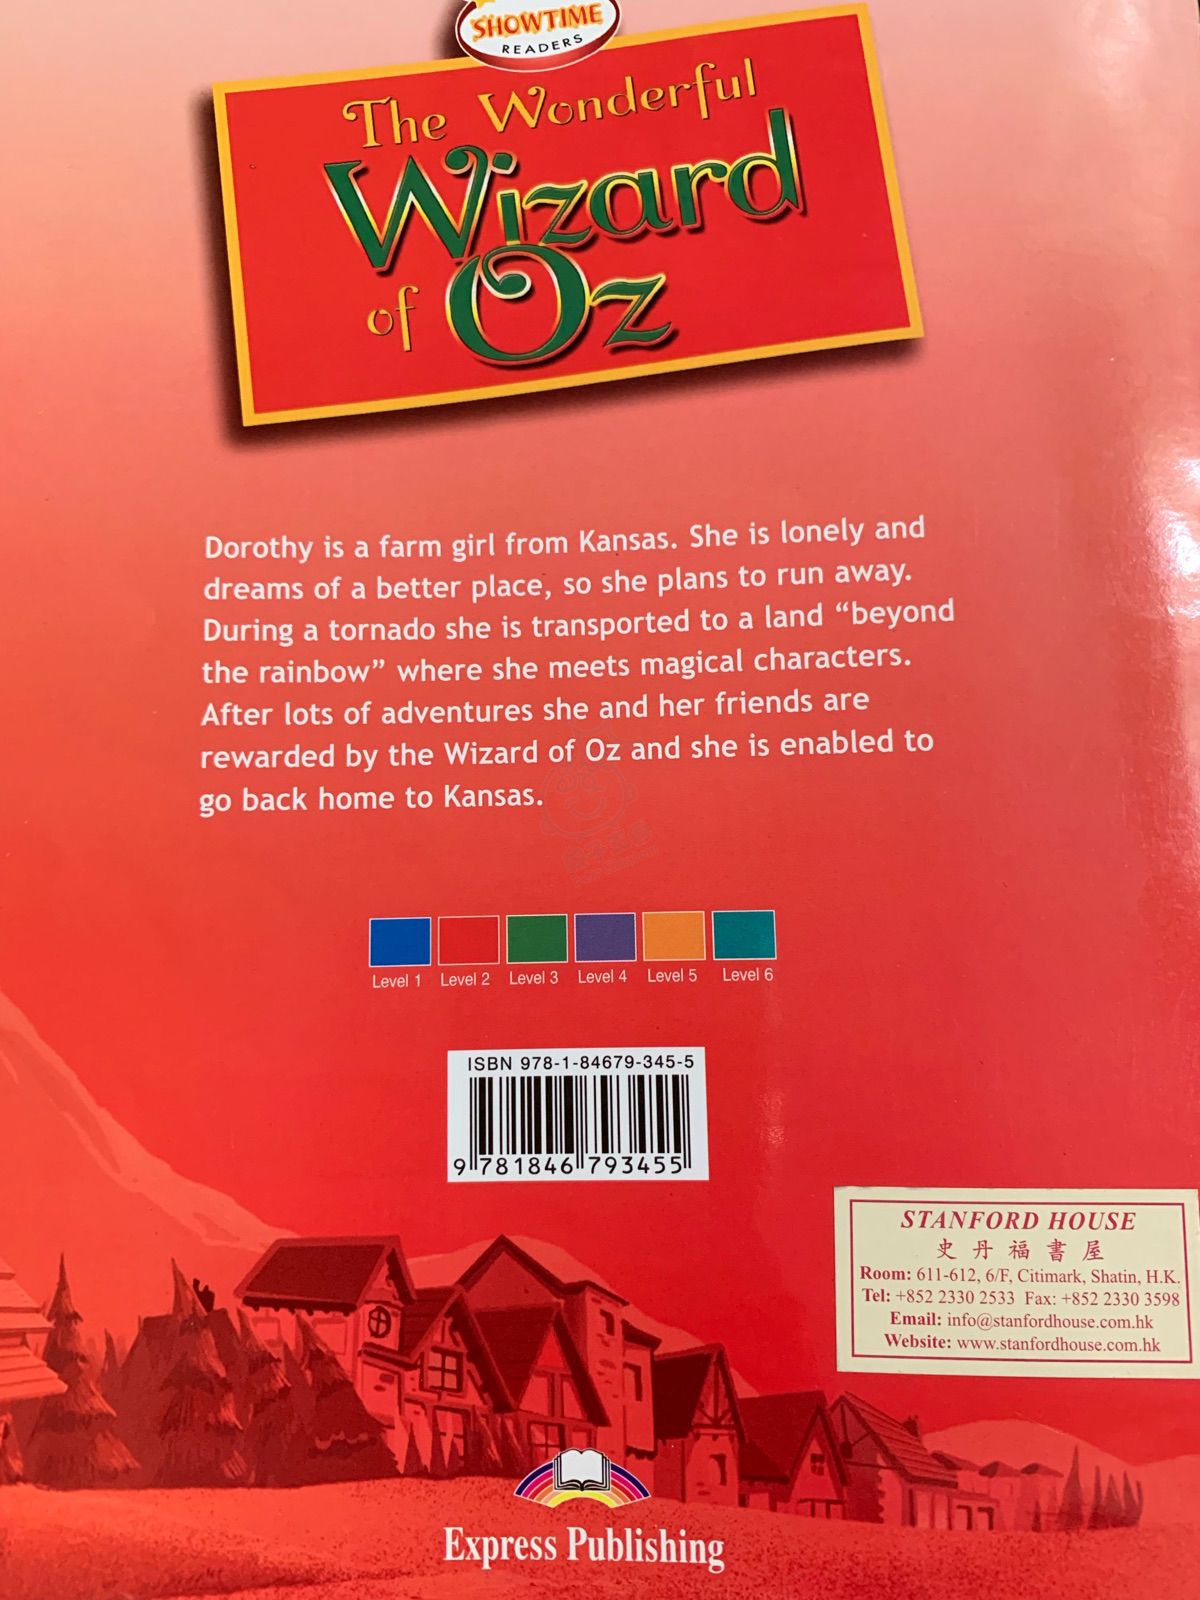 SHOWTIME
READERS
The Wonderful
Wizard
of Oz
Dorothy is a farm girl from Kansas. She is lonely and
dreams of a better place, so she plans to run away.
During a tornado she is transported to a land “beyond
the rainbow” where she meets magical characters.
After lots of adventures she and her friends are
rewarded by the Wizard of Oz and she is enabled to
go back home to Kansas.
Level 1 Level 2 Level 3 Level 4 Level 5 Level 6
ISBN 978-1-84679-345-5
9 781846 793455
STANFORD HOUSE
史丹福書屋
Room: 611-612, 6/F, Citimark, Shatin, H.K.
Tel: +852 2330 2533 Fax: +852 2330 3598
Email: info@stanfordhouse.com.hk
Website: www.stanfordhouse.com.hk
Express Publishing